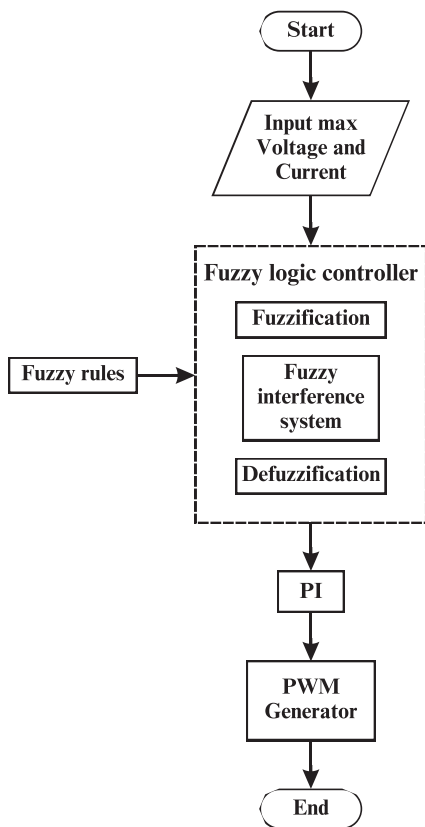 Start
Input max
Voltage and
Current
Fuzzy logic controller
Fuzzification
Fuzzy rules
Fuzzy
interference
system
Defuzzification
PI
PWM
Generator
End